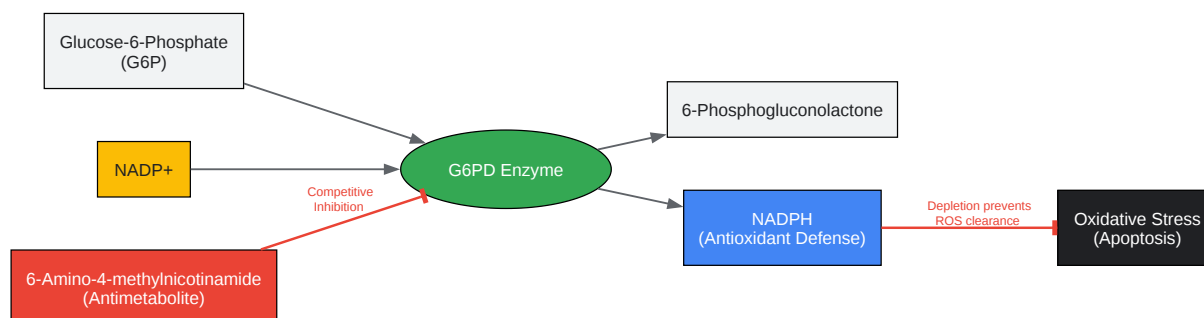 Glucose-6-Phosphate
(G6P)
6-Phosphogluconolactone
NADP+
G6PD Enzyme
Competitive
Inhibition
NADPH
(Antioxidant Defense)
Depletion prevents
ROS clearance
Oxidative Stress
(Apoptosis)
6-Amino-4-methylnicotinamide
(Antimetabolite)